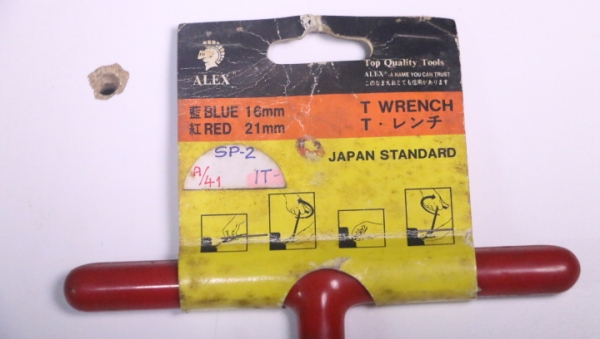 ALEX
Top Quality Tools
ALEX®-A NAME YOU CAN TRUST
藍 BLUE 16mm
紅 RED 21mm
T WRENCH
T・レンチ
JAPAN STANDARD
SP-2
A/41
IT-